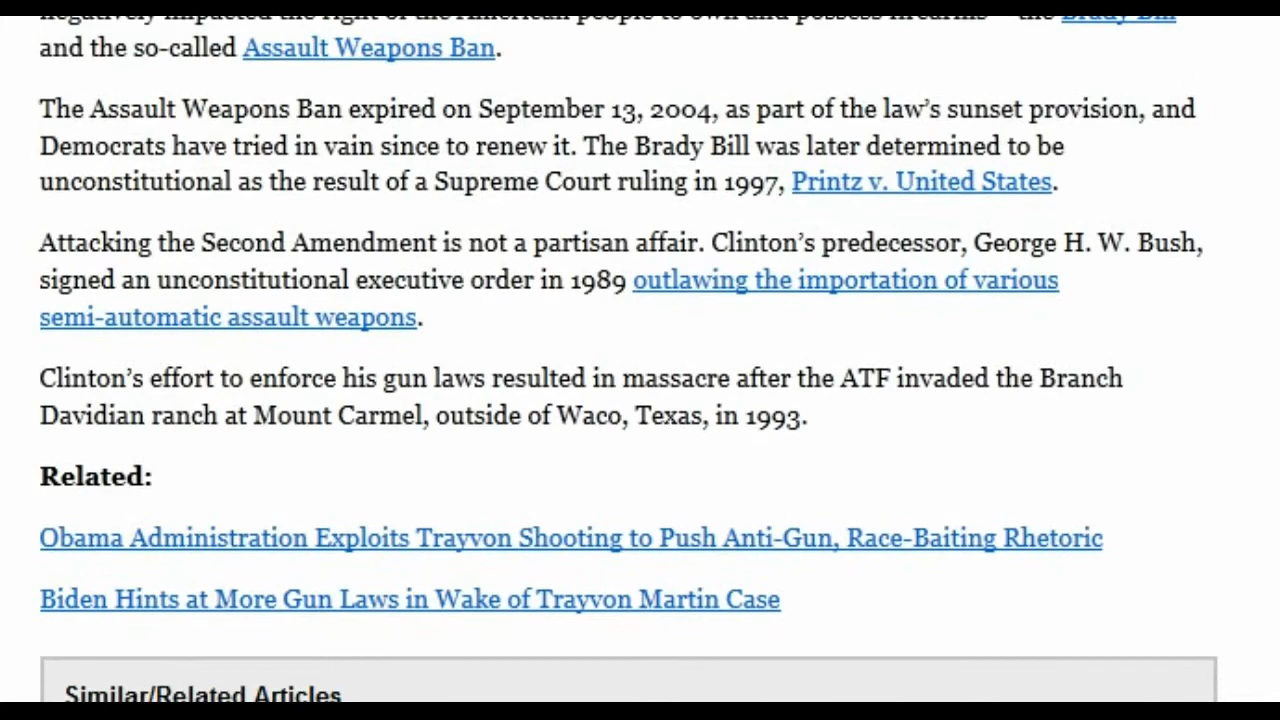 negatively impacted the right of the American people to own and possess firearms – the Brady Bill
and the so-called Assault Weapons Ban.
The Assault Weapons Ban expired on September 13, 2004, as part of the law's sunset provision, and
Democrats have tried in vain since to renew it. The Brady Bill was later determined to be
unconstitutional as the result of a Supreme Court ruling in 1997, Printz v. United States.
Attacking the Second Amendment is not a partisan affair. Clinton's predecessor, George H. W. Bush,
signed an unconstitutional executive order in 1989 outlawing the importation of various
semi-automatic assault weapons.
Clinton's effort to enforce his gun laws resulted in massacre after the ATF invaded the Branch
Davidian ranch at Mount Carmel, outside of Waco, Texas, in 1993.
Related:
Obama Administration Exploits Trayvon Shooting to Push Anti-Gun, Race-Baiting Rhetoric
Biden Hints at More Gun Laws in Wake of Trayvon Martin Case
Similar/Related Articles